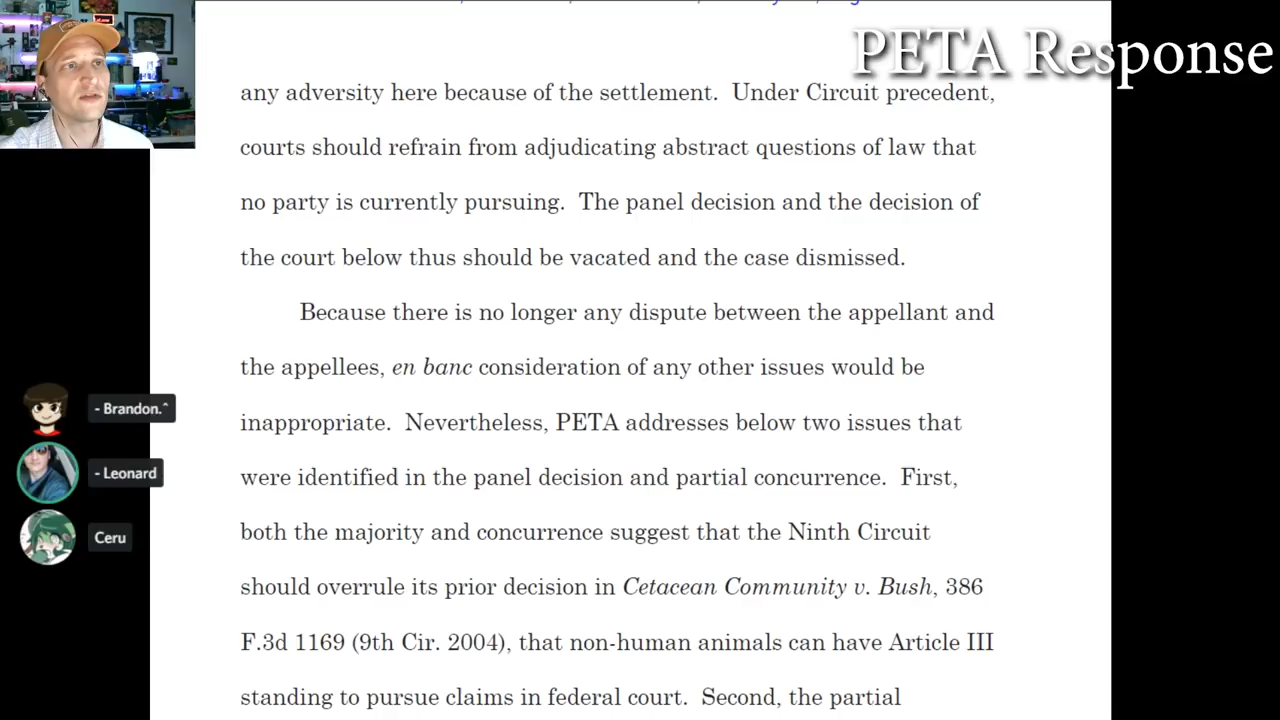 PETA Response
any adversity here because of the settlement. Under Circuit precedent,
courts should refrain from adjudicating abstract questions of law that
no party is currently pursuing. The panel decision and the decision of
the court below thus should be vacated and the case dismissed.
Because there is no longer any dispute between the appellant and
the appellees, en banc consideration of any other issues would be
inappropriate. Nevertheless, PETA addresses below two issues that
were identified in the panel decision and partial concurrence. First,
both the majority and concurrence suggest that the Ninth Circuit
should overrule its prior decision in Cetacean Community v. Bush, 386
F.3d 1169 (9th Cir. 2004), that non-human animals can have Article III
standing to pursue claims in federal court. Second, the partial
- Brandon.^
- Leonard
Ceru